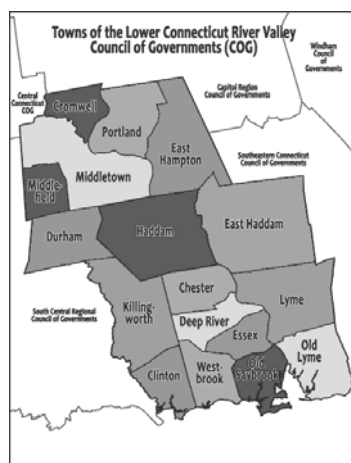 Towns of the Lower Connecticut River Valley
Council of Governments (COG)
Windham
Council
of Governments
Central
Connecticut
COG
Capitol Region
Council of Governments
Cromwell
Portland
East
Hampton
Southeastern Connecticut
Council of Governments
Middletown
Middle-
field
Durham
Haddam
East Haddam
Chester
Lyme
Killing-
worth
South Central Regional
Council of Governments
Deep River
Essex
Old
Lyme
Clinton
West-
brook
Old
Saybrook